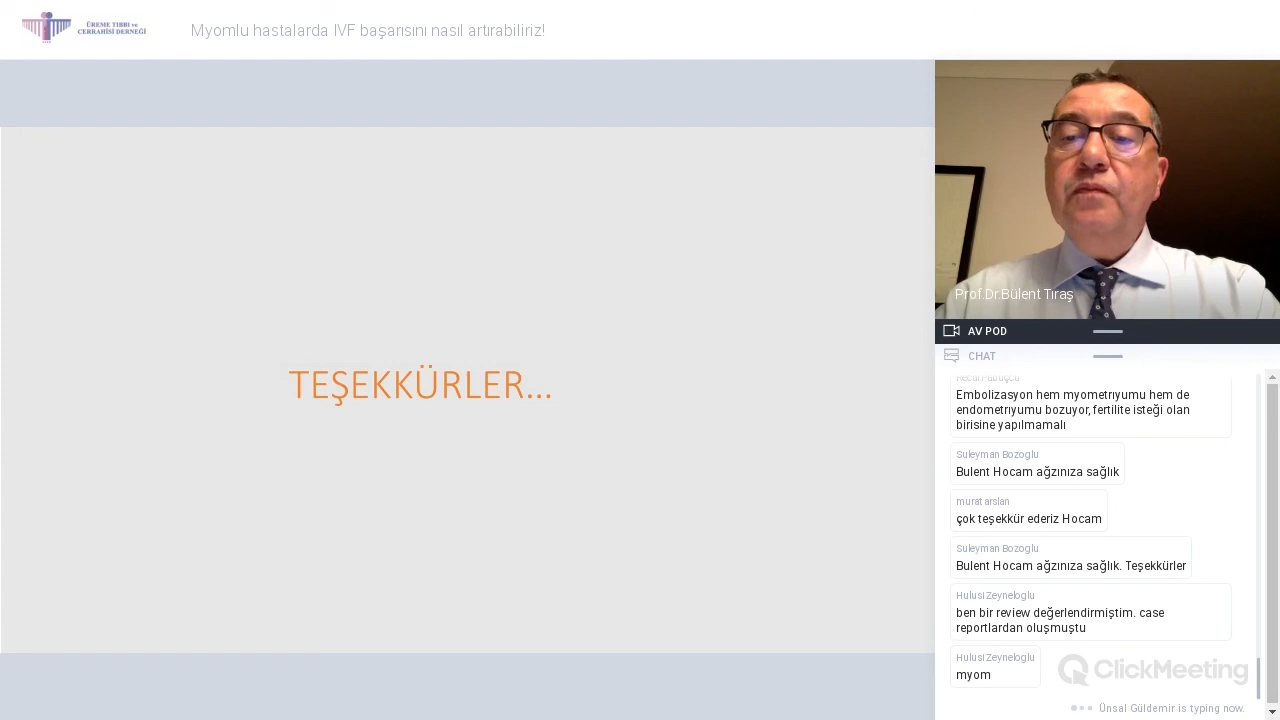 ÜREME TIBBI ve
CERRAHİSİ DERNEĞİ
Myomlu hastalarda IVF başarısını nasıl artırabiliriz!
TEŞEKKÜRLER...
Prof.Dr.Bülent Tıraş
AV POD
CHAT
Embolizasyon hem myometrıyumu hem de
endometrıyumu bozuyor, fertilite isteği olan
birisine yapılmamalı
Suleyman Bozoglu
Bulent Hocam ağzınıza sağlık
murat arslan
çok teşekkür ederiz Hocam
Suleyman Bozoglu
Bulent Hocam ağzınıza sağlık. Teşekkürler
Hulusi Zeyneloglu
ben bir review değerlendirmiştim. case
reportlardan oluşmuştu
Hulusi Zeyneloglu
myom
ClickMeeting
Ünsal Güldemir is typing now.